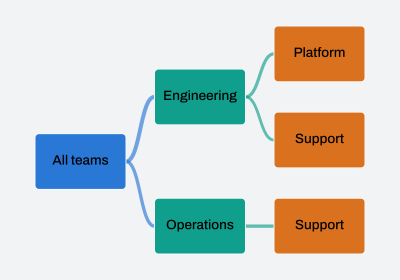 All teams
Engineering
Platform
Support
Operations
Support